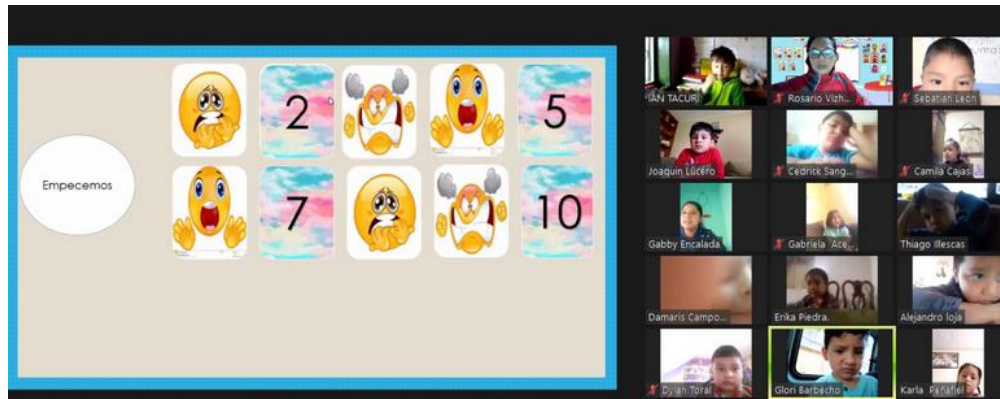 Empecemos
2
5
7
10
IAN TACURI
Rosario Vizh...
Sebatian Leon
Joaquin Lucero
Cedrick Sang...
Camila Cajas
Gabby Encalada
Gabriela Ace...
Thiago Illescas
Damaris Campo...
Erika Piedra.
Alejandro loja
Dylan Toral
Glori Barbecho
Karla Peñafiel